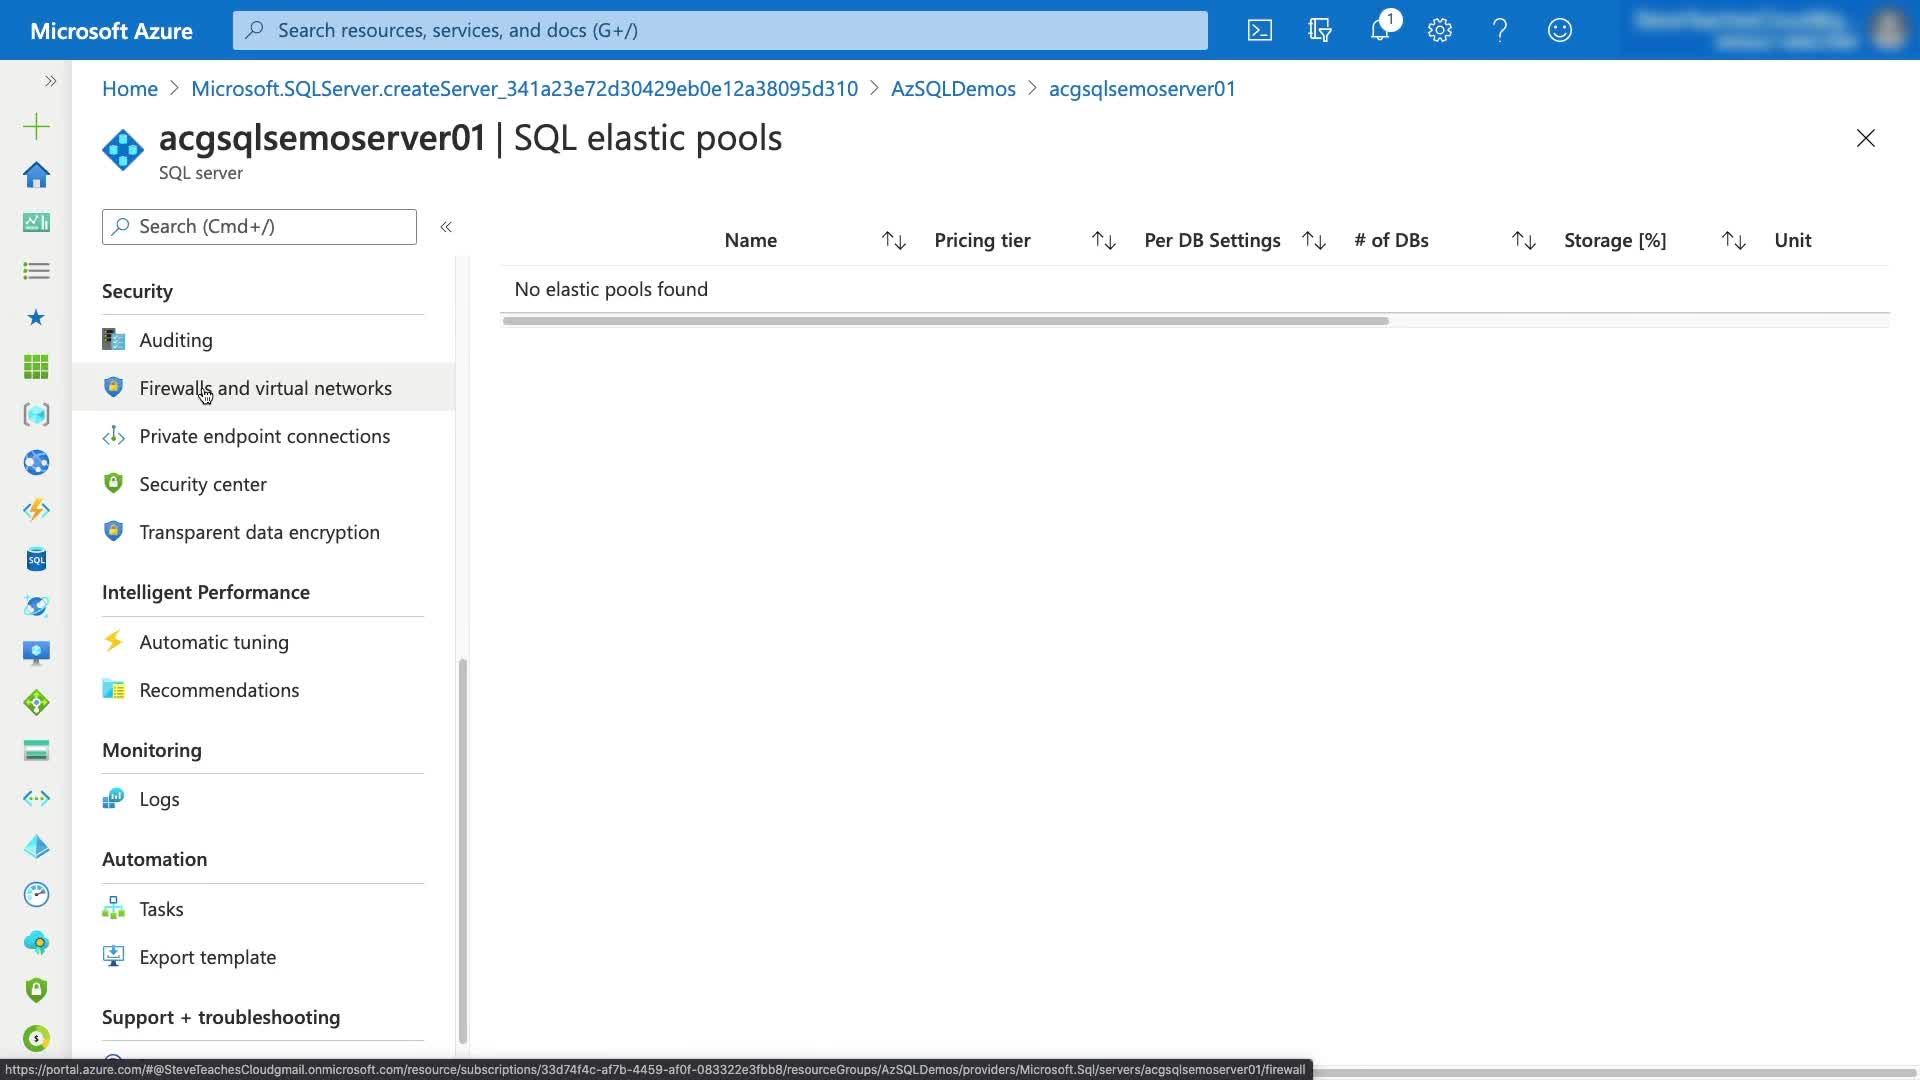 Microsoft Azure
Search resources, services, and docs (G+/)
1
Home
Microsoft.SQLServer.createServer_341a23e72d30429eb0e12a38095d310
AzSQLDemos
acgsqlsemoserver01
acgsqlsemoserver01 | SQL elastic pools
SQL server
Search (Cmd+/)
Name
Pricing tier
Per DB Settings
# of DBs
Storage [%]
Unit
No elastic pools found
Security
Auditing
Firewalls and virtual networks
Private endpoint connections
Security center
Transparent data encryption
Intelligent Performance
Automatic tuning
Recommendations
Monitoring
Logs
Automation
Tasks
Export template
Support + troubleshooting
SQL
https://portal.azure.com/#@SteveTeachesCloudgmail.onmicrosoft.com/resource/subscriptions/33d74f4c-af7b-4459-af0f-083322e3fbb8/resourceGroups/AzSQLDemos/providers/Microsoft.Sql/servers/acgsqlsemoserver01/firewall